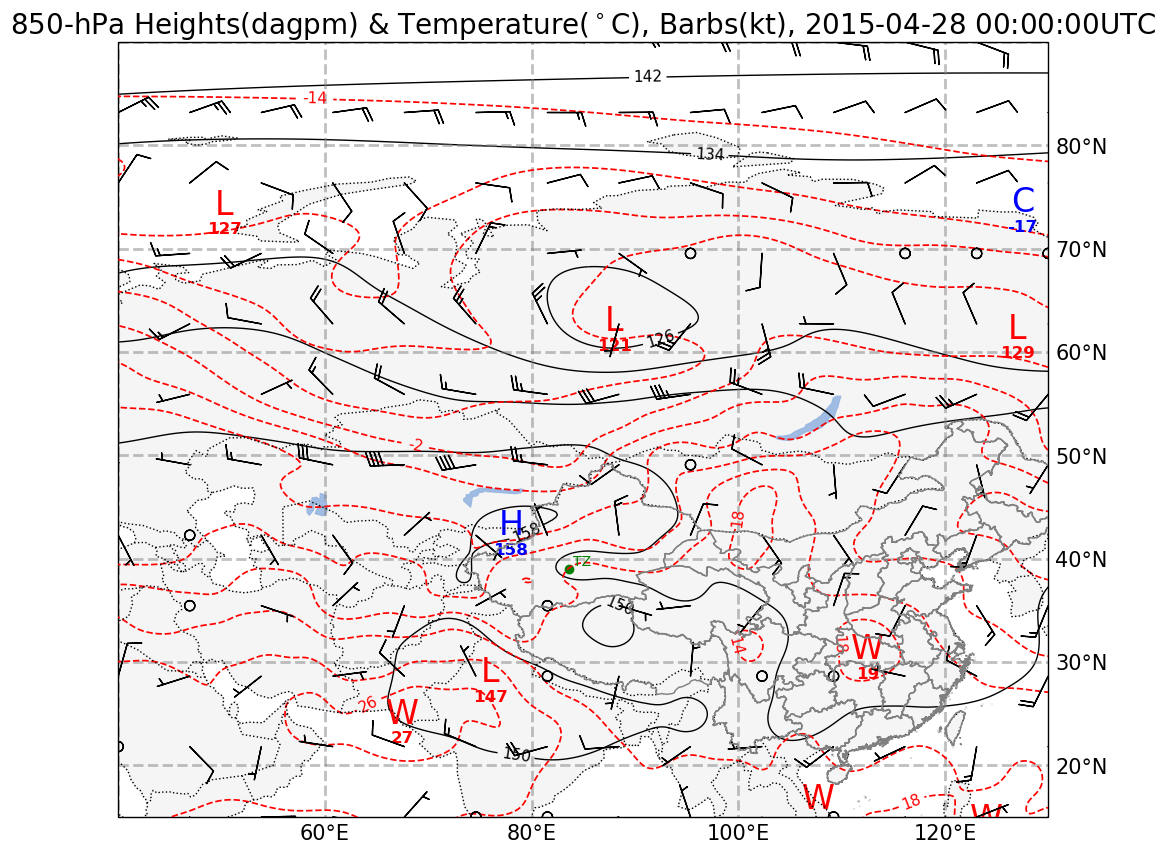 850-hPa Heights(dagpm) & Temperature(°C), Barbs(kt), 2015-04-28 00:00:00UTC
142
-14
134
80°N
L
127
C
-17
70°N
L
121
126
L
129
60°N
-2
50°N
18
H
158
158
TZ
40°N
150
14
18
W
19
30°N
L
147
26
W
27
150
20°N
W
18
W
60°E
80°E
100°E
120°E